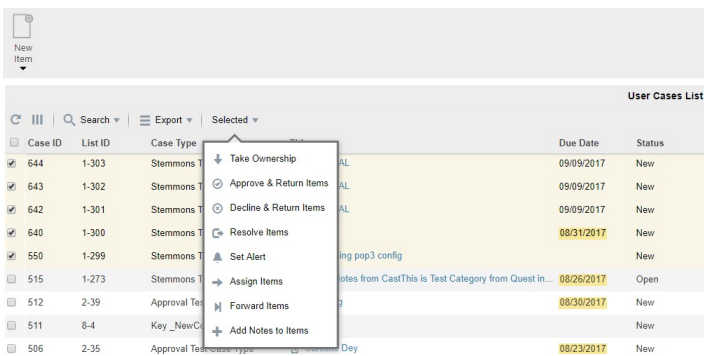 New
Item
User Cases List
Search Export Selected
Case ID List ID Case Type Due Date Status
644 1-303 Stemmons T AL 09/09/2017 New
Take Ownership
643 1-302 Stemmons T AL 09/09/2017 New
Approve & Return Items
642 1-301 Stemmons T AL 09/09/2017 New
Decline & Return Items
640 1-300 Stemmons T 08/31/2017 New
Resolve Items
550 1-299 Stemmons T ing pop3 config New
Set Alert
515 1-273 Stemmons T lotes from CastThis is Test Category from Quest in... 08/26/2017 Open
Assign Items
512 2-39 Approval Tes g 08/30/2017 New
Forward Items
511 8-4 Key _NewCo New
Add Notes to Items
506 2-35 Approval Test Case Type Dey 08/23/2017 New